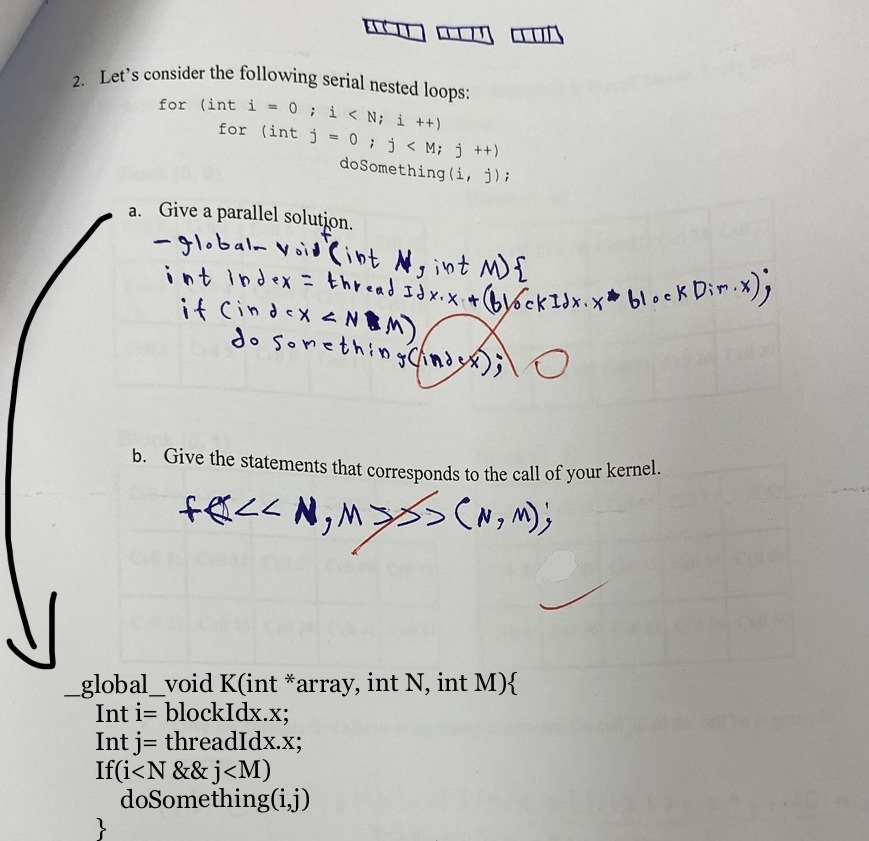 2. Let's consider the following serial nested loops:
for (int i = 0 ; i < N; i ++)
for (int j = 0 ; j < M; j ++)
doSomething(i, j);
a. Give a parallel solution.
-global- void f(int N, int M){
int index = threadIdx.x + (blockIdx.x * blockDim.x);
if (index < N * M)
do something(index);
0
b. Give the statements that corresponds to the call of your kernel.
f<<< N, M >>> (N, M);
_global_void K(int *array, int N, int M){
Int i= blockIdx.x;
Int j= threadIdx.x;
If(i<N && j<M)
doSomething(i,j)
}